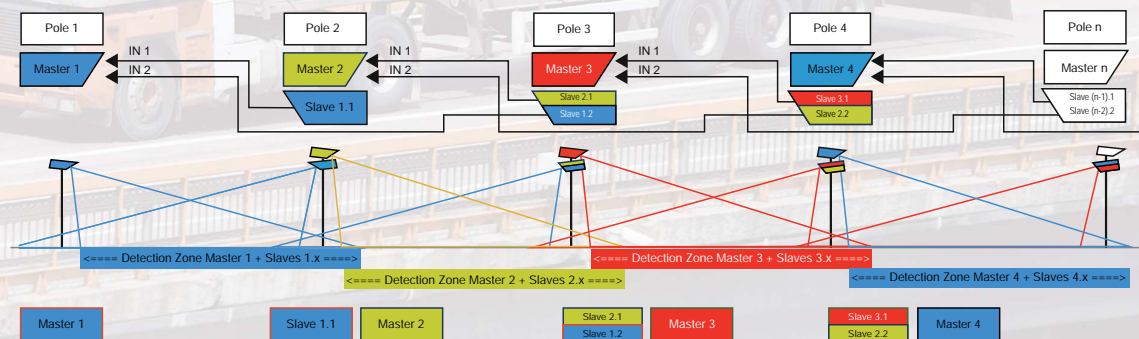 Pole 1
Pole 2
Pole 3
Pole 4
Pole n
Master 1
IN 1
IN 2
Master 2
IN 1
IN 2
Master 3
IN 1
IN 2
Master 4
Master n
Slave 1.1
Slave 2.1
Slave 1.2
Slave 3.1
Slave 2.2
Slave (n-1).1
Slave (n-2).2
<==== Detection Zone Master 1 + Slaves 1.x ====>
<==== Detection Zone Master 3 + Slaves 3.x ====>
<==== Detection Zone Master 2 + Slaves 2.x ====>
<==== Detection Zone Master 4 + Slaves 4.x ====>
Master 1
Slave 1.1
Master 2
Slave 2.1
Slave 1.2
Master 3
Slave 3.1
Slave 2.2
Master 4